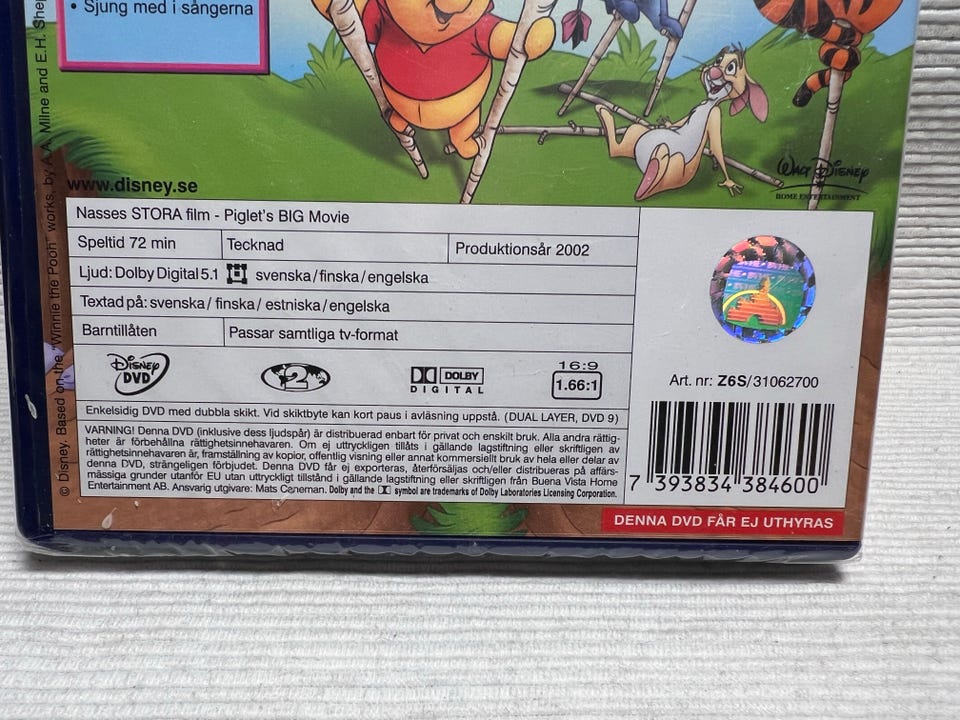 • Sjung med i sångerna
© Disney. Based on the "Winnie the Pooh" works, by A.A. Milne and E.H. Shep
www.disney.se
WALT DISNEY
HOME ENTERTAINMENT
Nasses STORA film - Piglet's BIG Movie
Speltid 72 min Tecknad Produktionsår 2002
Ljud: Dolby Digital 5.1 svenska/finska/engelska
Textad på: svenska/ finska/ estniska/engelska
Barntillåten Passar samtliga tv-format
DISNEY
DVD
2
DOLBY
DIGITAL
16:9
1.66:1
Art. nr: Z6S/31062700
Enkelsidig DVD med dubbla skikt. Vid skiktbyte kan kort paus i avläsning uppstå. (DUAL LAYER, DVD 9)
VARNING! Denna DVD (inklusive dess ljudspår) är distribuerad enbart för privat och enskilt bruk. Alla andra rättig-
heter är förbehållna rättighetsinnehavaren. Om ej uttryckligen tillåts i gällande lagstiftning eller skriftligen av
rättighetsinnehavaren är, framställning av kopior, offentlig visning eller annat kommersiellt bruk av hela eller delar av
denna DVD, strängeligen förbjudet. Denna DVD får ej exporteras, återförsäljas och/eller distribueras på affärs-
mässiga grunder utanför EU utan uttryckligt tillstånd i gällande lagstiftning eller skriftligen från Buena Vista Home
Entertainment AB. Ansvarig utgivare: Mats Caneman. Dolby and the symbol are trademarks of Dolby Laboratories Licensing Corporation.
7 393834 384600
DENNA DVD FÅR EJ UTHYRAS